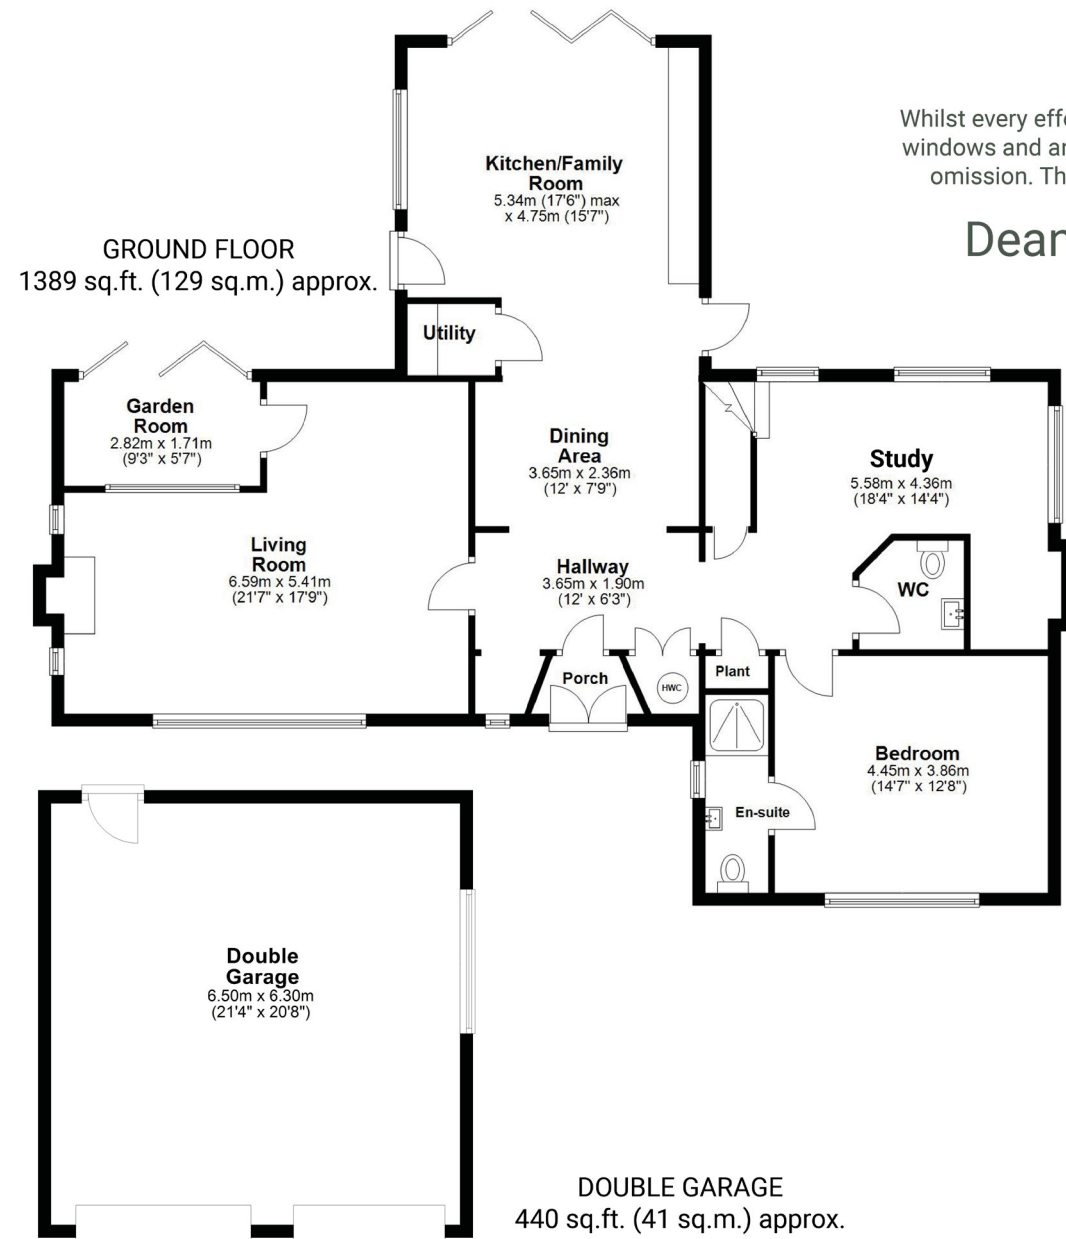 Whilst every
windows and
omission.
Kitchen/Family
Room
5.34m (17'6") max
x 4.75m (15'7")
GROUND FLOOR
1389 sq.ft. (129 sq.m.) approx.
Utility
Garden
Room
2.82m x 1.71m
(9'3" x 5'7")
Dining
Area
3.65m x 2.36m
(12' x 7'9")
Study
5.58m x 4.36m
(18'4" x 14'4")
Living
Room
6.59m x 5.41m
(21'7" x 17'9")
Hallway
3.65m x 1.90m
(12' x 6'3")
WC
Porch
HWC
Plant
Bedroom
4.45m x 3.86m
(14'7" x 12'8")
En-suite
Double
Garage
6.50m x 6.30m
(21'4" x 20'8")
DOUBLE GARAGE
440 sq.ft. (41 sq.m.) approx.